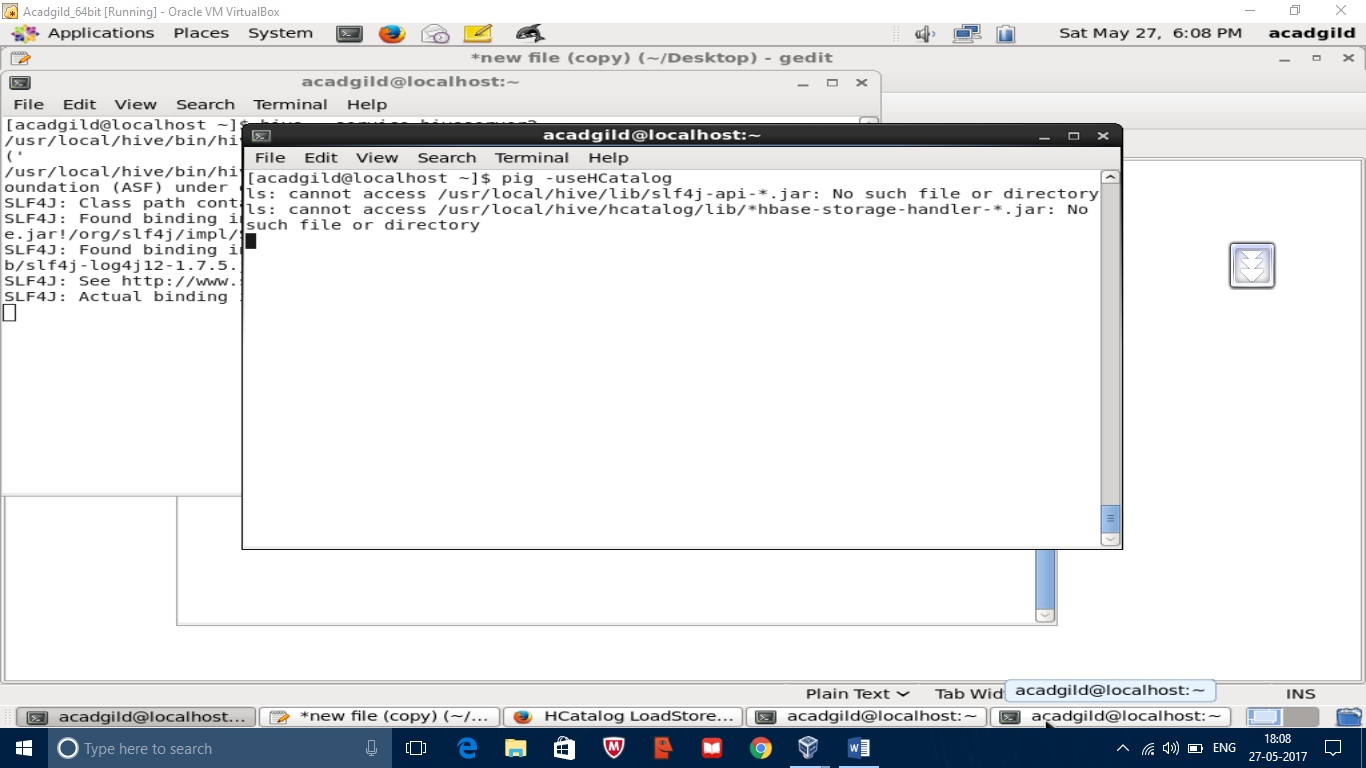 Acadgild_64bit [Running] - Oracle VM VirtualBox
Applications Places System Sat May 27, 6:08 PM acadgild
*new file (copy) (~/Desktop) - gedit
acadgild@localhost:~
File Edit View Search Terminal Help
[acadgild@localhost ~]$ hive --service hiveserver2
/usr/local/hive/bin/hiv
('
/usr/local/hive/bin/hiv
oundation (ASF) under
SLF4J: Class path cont
SLF4J: Found binding in
e.jar!/org/slf4j/impl/S
SLF4J: Found binding in
b/slf4j-log4j12-1.7.5.j
SLF4J: See http://www.s
SLF4J: Actual binding i
acadgild@localhost:~
File Edit View Search Terminal Help
[acadgild@localhost ~]$ pig -useHCatalog
ls: cannot access /usr/local/hive/lib/slf4j-api-*.jar: No such file or directory
ls: cannot access /usr/local/hive/hcatalog/lib/*hbase-storage-handler-*.jar: No
such file or directory
Plain Text Tab Wid INS
acadgild@localhost:~
acadgild@localhost... *new file (copy) (~/... HCatalog LoadStore... acadgild@localhost:~ acadgild@localhost:~
Type here to search ENG 18:08
27-05-2017